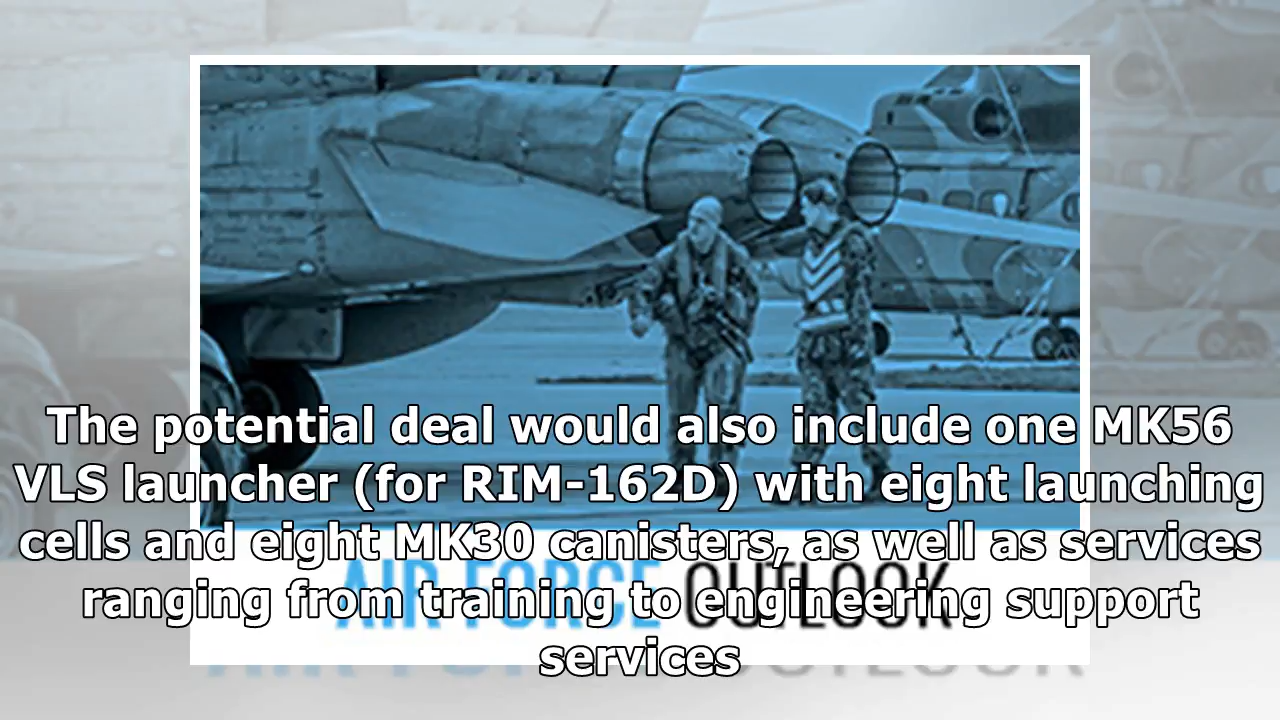 The potential deal would also include one MK56
VLS launcher (for RIM-162D) with eight launching
cells and eight MK30 canisters, as well as services
ranging from training to engineering support
services
AIR FORCE OUTLOOK